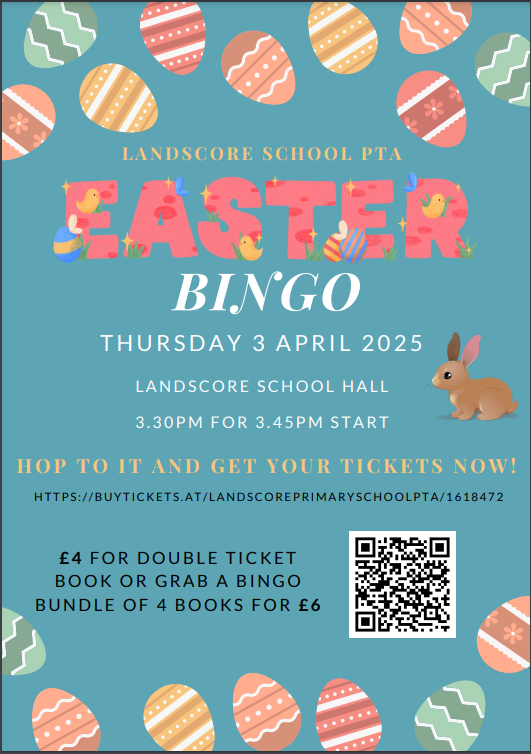 LANDSCORE SCHOOL PTA
EASTER
BINGO
THURSDAY 3 APRIL 2025
LANDSCORE SCHOOL HALL
3.30PM FOR 3.45PM START
HOP TO IT AND GET YOUR TICKETS NOW!
HTTPS://BUYTICKETS.AT/LANDSCOREPRIMARYSCHOOLPTA/1618472
£4 FOR DOUBLE TICKET
BOOK OR GRAB A BINGO
BUNDLE OF 4 BOOKS FOR £6